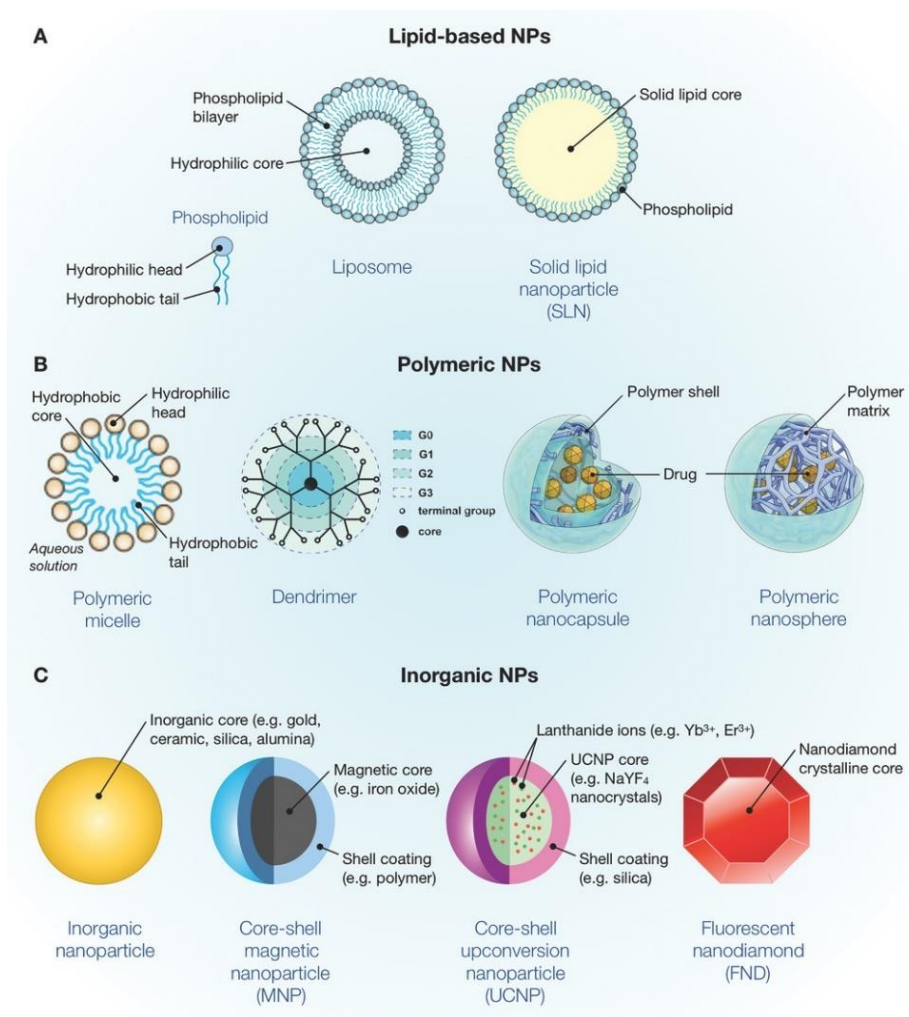 A
Lipid-based NPs
Phospholipid
bilayer
Hydrophilic core
Solid lipid core
Phospholipid
Phospholipid
Hydrophilic head
Hydrophobic tail
Liposome
Solid lipid
nanoparticle
(SLN)
B
Polymeric NPs
Hydrophobic
core
Hydrophilic
head
Aqueous
solution
Hydrophobic
tail
Polymeric
micelle
G0
G1
G2
G3
terminal group
core
Dendrimer
Polymer shell
Drug
Polymer
matrix
Polymeric
nanocapsule
Polymeric
nanosphere
C
Inorganic NPs
Inorganic core (e.g. gold,
ceramic, silica, alumina)
Magnetic core
(e.g. iron oxide)
Shell coating
(e.g. polymer)
Lanthanide ions (e.g. Yb³⁺, Er³⁺)
UCNP core
(e.g. NaYF₄
nanocrystals)
Shell coating
(e.g. silica)
Nanodiamond
crystalline core
Inorganic
nanoparticle
Core-shell
magnetic
nanoparticle
(MNP)
Core-shell
upconversion
nanoparticle
(UCNP)
Fluorescent
nanodiamond
(FND)